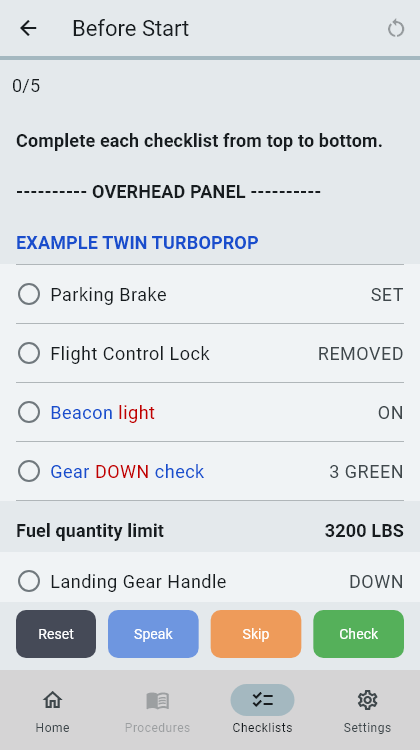 Before Start
0/5
Complete each checklist from top to bottom.
---------- OVERHEAD PANEL ----------
EXAMPLE TWIN TURBOPROP
Parking Brake SET
Flight Control Lock REMOVED
Beacon light ON
Gear DOWN check 3 GREEN
Fuel quantity limit 3200 LBS
Landing Gear Handle DOWN
Reset Speak Skip Check
Home Procedures Checklists Settings